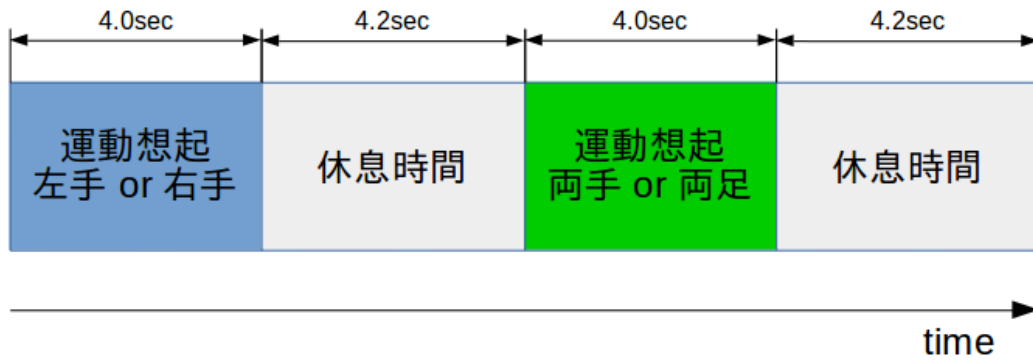 4.0sec
4.2sec
4.0sec
4.2sec
運動想起
左手 or 右手
休息時間
運動想起
両手 or 両足
休息時間
time